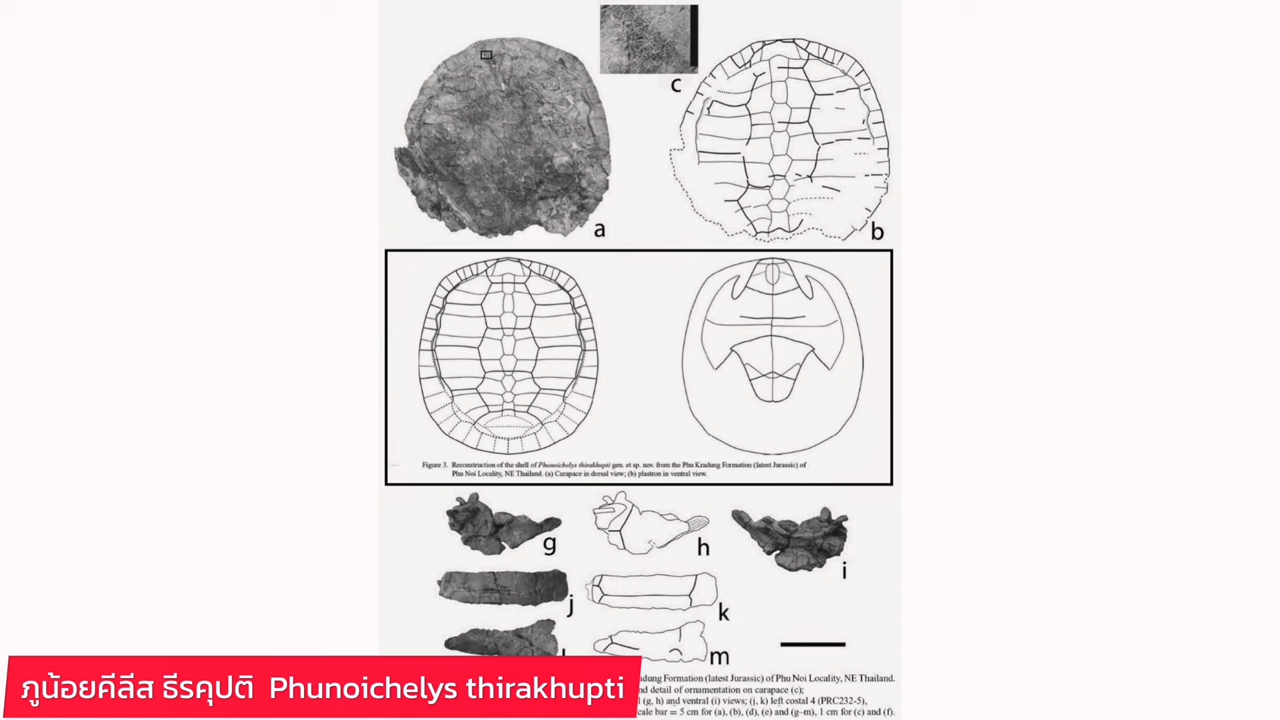 c
a
b
Figure 3. Reconstruction of the shell of Phunoichelys thirakhupti gen. et sp. nov. from the Phu Kradung Formation (latest Jurassic) of
Phu Noi Locality, NE Thailand. (a) Carapace in dorsal view; (b) plastron in ventral view.
g
h
i
j
k
m
ภูน้อยคีลีส ธีรคุปติ Phunoichelys thirakhupti
Formation (latest Jurassic) of Phu Noi Locality, NE Thailand.
detail of ornamentation on carapace (c);
(g, h) and ventral (i) views; (j, k) left costal 4 (PRC232-5),
bar = 5 cm for (a), (b), (d), (e) and (g–m), 1 cm for (c) and (f).